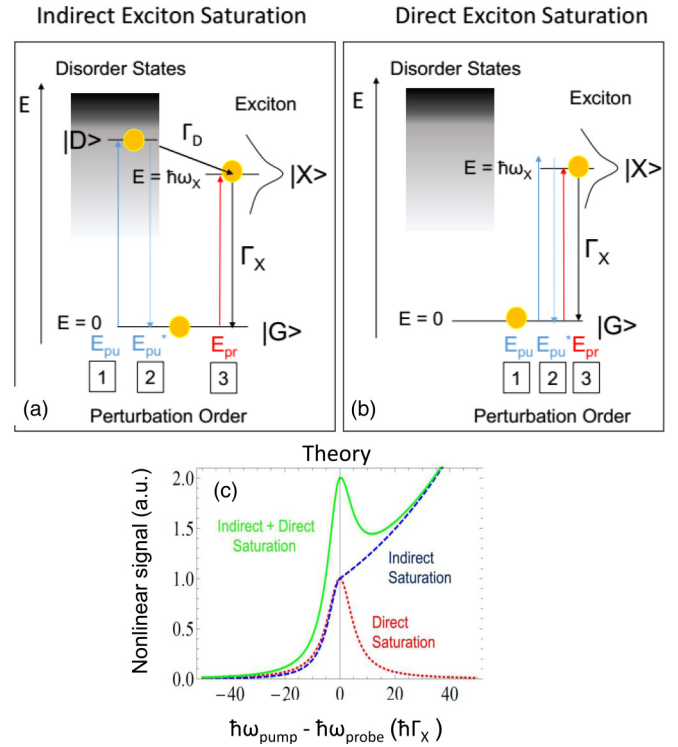 Indirect Exciton Saturation
Direct Exciton Saturation
Disorder States
E
Exciton
|D>
Γ_D
E = ħω_X
|X>
Γ_X
E = 0
|G>
E_pu E_pu* E_pr
1 2 3
(a)
Perturbation Order
Disorder States
E
Exciton
E = ħω_X
|X>
Γ_X
E = 0
|G>
E_pu E_pu* E_pr
1 2 3
(b)
Perturbation Order
Theory
(c)
Nonlinear signal (a.u.)
2.0
1.5
1.0
0.5
0.0
Indirect + Direct
Saturation
Indirect
Saturation
Direct
Saturation
−40 −20 0 20 40
ħω_pump - ħω_probe (ħΓ_X)